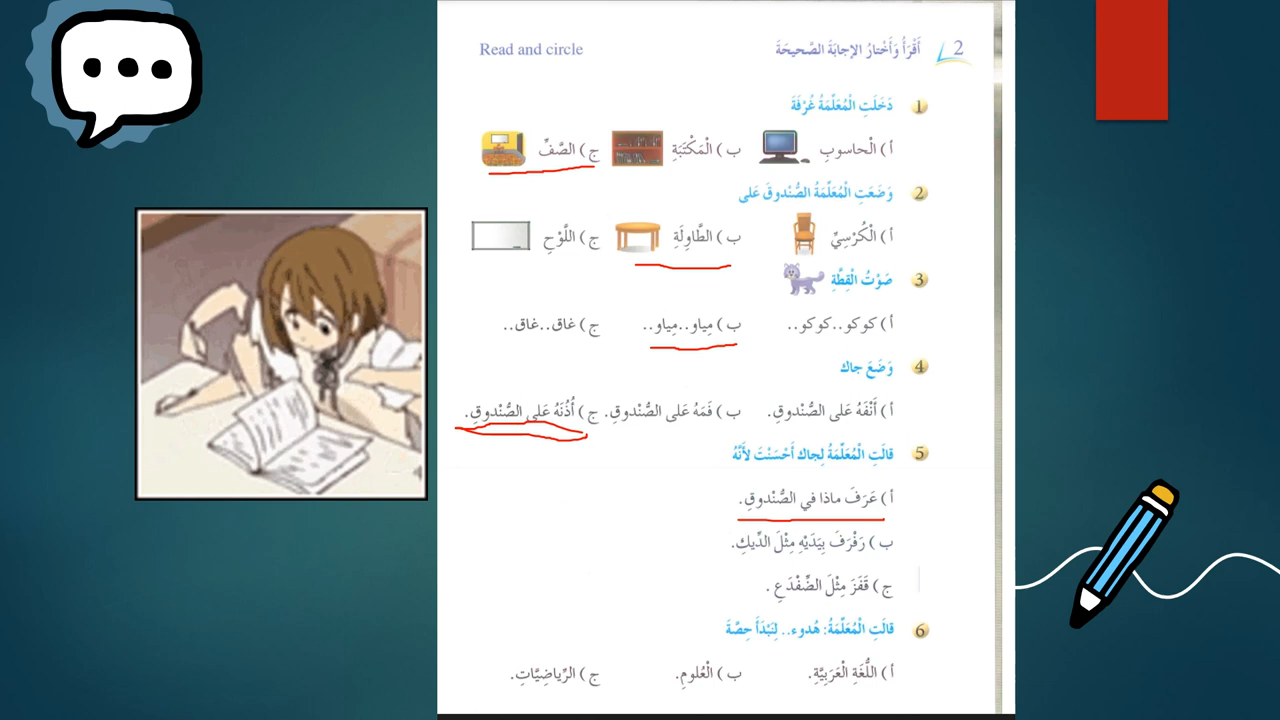 2 أَقْرَأُ وَأَخْتارُ الإجابَةَ الصَّحيحَةَ Read and circle
1 دَخَلَتِ الْمُعَلِّمَةُ غُرْفَةَ
أ ) الْحاسوبِ ب ) الْمَكْتَبَةِ ج ) الصَّفِّ
2 وَضَعَتِ الْمُعَلِّمَةُ الصُّنْدوقَ عَلى
أ ) الْكُرْسِيِّ ب ) الطَّاوِلَةِ ج ) اللَّوْحِ
3 صَوْتُ الْقِطَّةِ
أ ) كوكو..كوكو.. ب ) مِياو..مِياو.. ج ) غاق..غاق..
4 وَضَعَ جاك
أ ) أَنْفَهُ عَلى الصُّنْدوقِ. ب ) فَمَهُ عَلى الصُّنْدوقِ. ج ) أُذُنَهُ عَلى الصُّنْدوقِ.
5 قالَتِ الْمُعَلِّمَةُ لِجاك أَحْسَنْتَ لأَنَّهُ
أ ) عَرَفَ ماذا في الصُّنْدوقِ.
ب ) رَفْرَفَ بِيَدَيْهِ مِثْلَ الدِّيكِ.
ج ) قَفَزَ مِثْلَ الضِّفْدَعِ .
6 قالَتِ الْمُعَلِّمَةُ: هُدوء.. لِنَبْدَأَ حِصَّةَ
أ ) اللُّغَةِ الْعَرَبِيَّةِ. ب ) الْعُلومِ. ج ) الرِّياضِيَّاتِ.